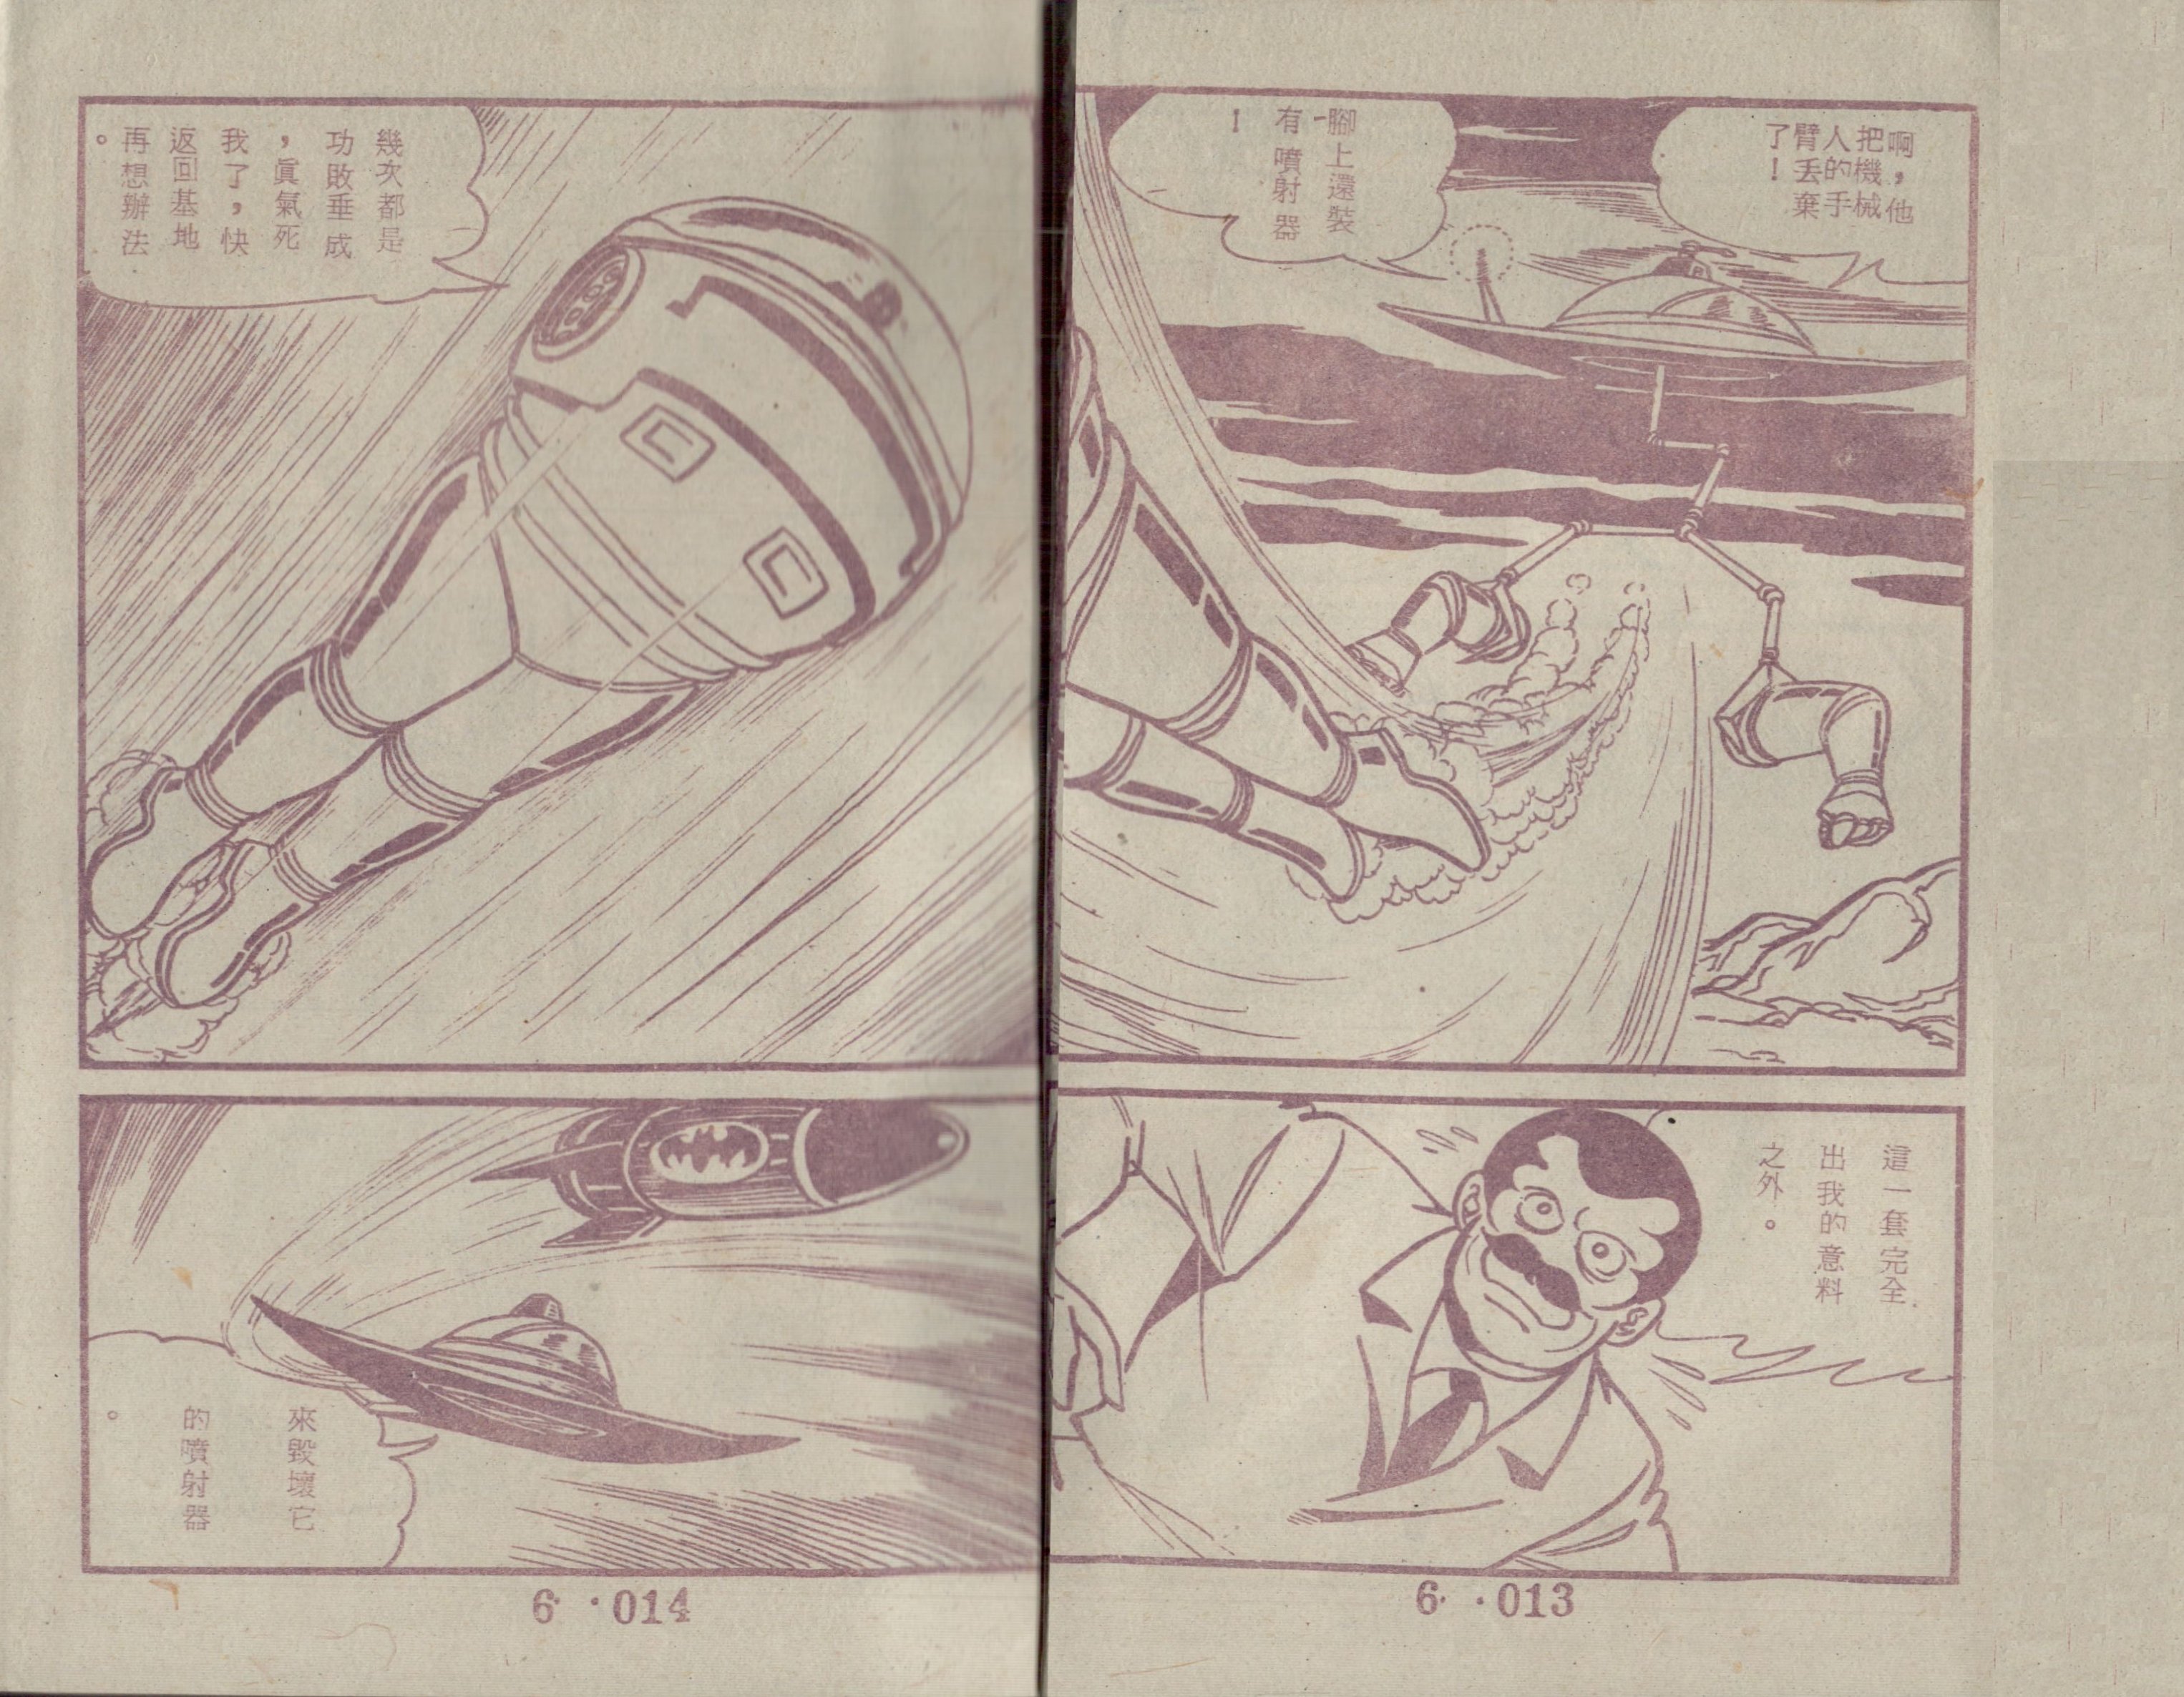 啊，他
把機械
人的手
臂丟棄
了！
腳上還裝
有噴射器
！
這一套完全
出我的意料
之外。
6・013
幾次都是
功敗垂成
，眞氣死
我了，快
返回基地
再想辦法
。
來毀壞它
的噴射器
。
6・014